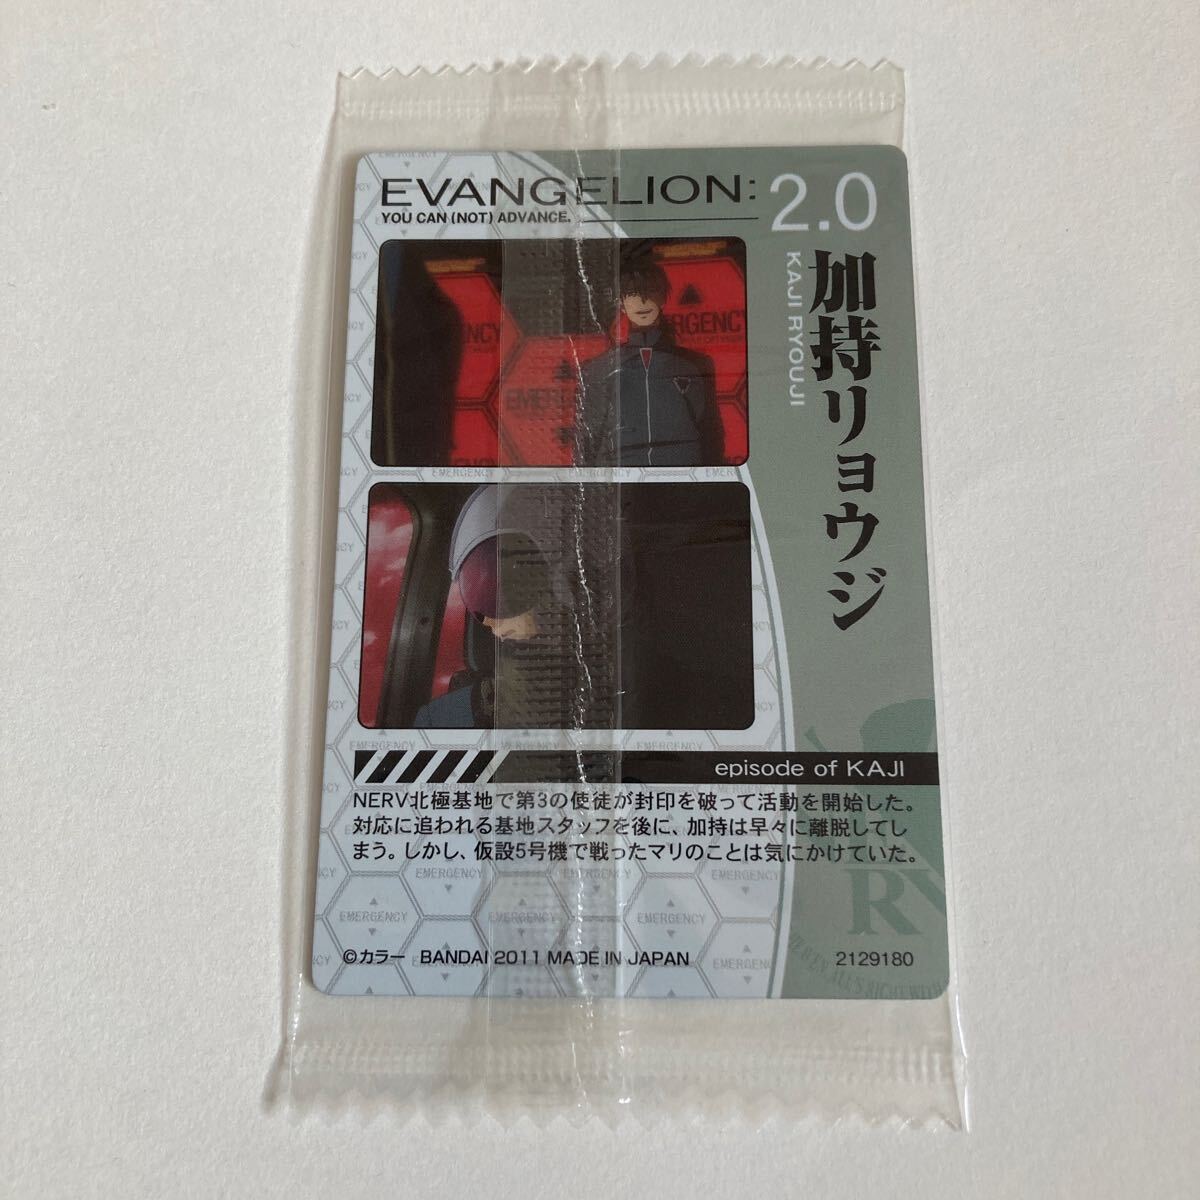 EVANGELION: 2.0
YOU CAN (NOT) ADVANCE.
加持リョウジ
KAJI RYOUJI
EMERGENCY
episode of KAJI
NERV北極基地で第3の使徒が封印を破って活動を開始した。
対応に追われる基地スタッフを後に、加持は早々に離脱してし
まう。しかし、仮設5号機で戦ったマリのことは気にかけていた。
EMERGENCY
EMERGENCY
EMERGENCY
EMERGENCY
©カラー BANDAI 2011 MADE IN JAPAN
2129180